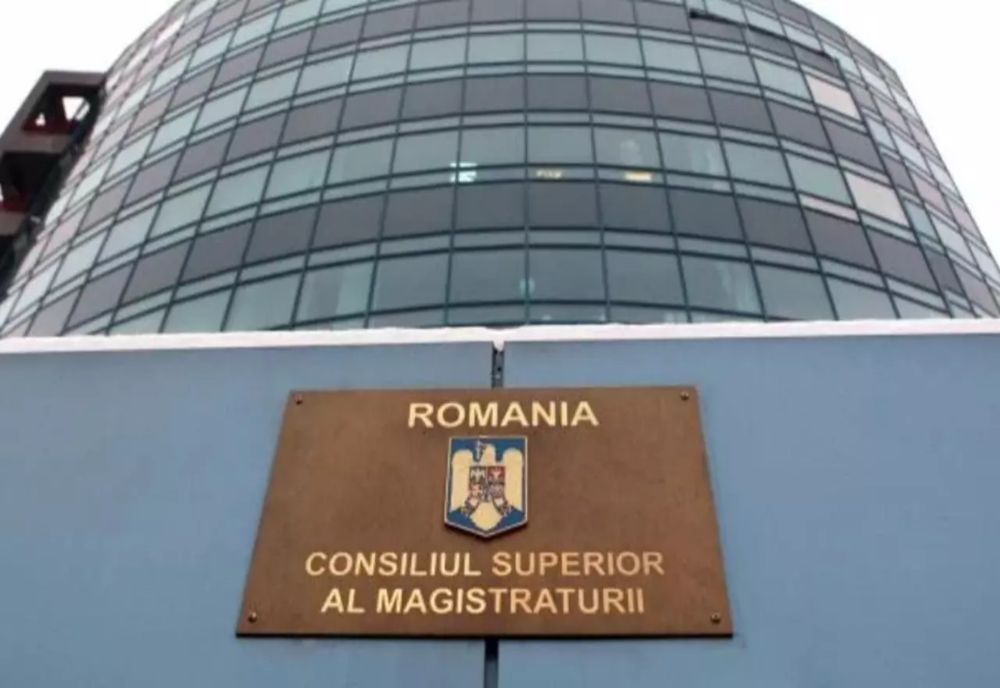 ROMANIA
CONSILIUL SUPERIOR
AL MAGISTRATURII